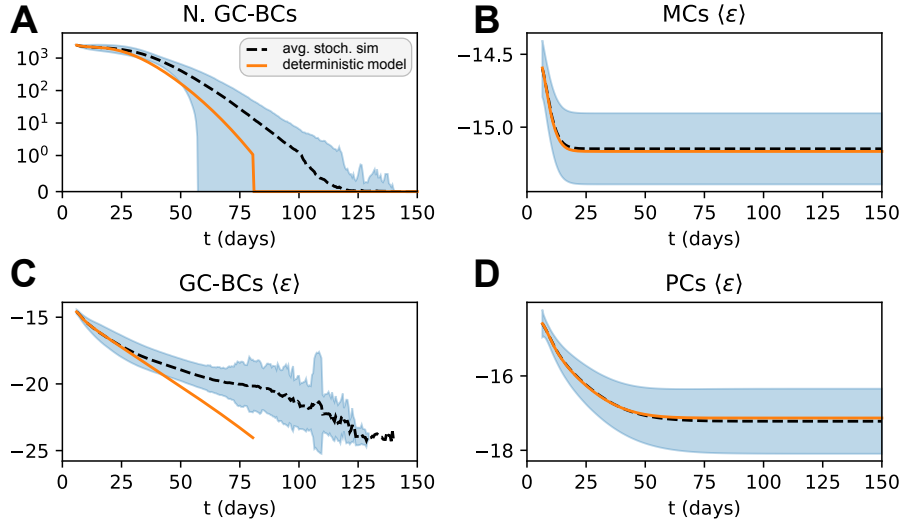 A
N. GC-BCs
avg. stoch. sim
deterministic model
10³
10²
10¹
10⁰
0
0 25 50 75 100 125 150
t (days)
B
MCs ⟨ε⟩
−14.5
−15.0
0 25 50 75 100 125 150
t (days)
C
GC-BCs ⟨ε⟩
−15
−20
−25
0 25 50 75 100 125 150
t (days)
D
PCs ⟨ε⟩
−16
−18
0 25 50 75 100 125 150
t (days)